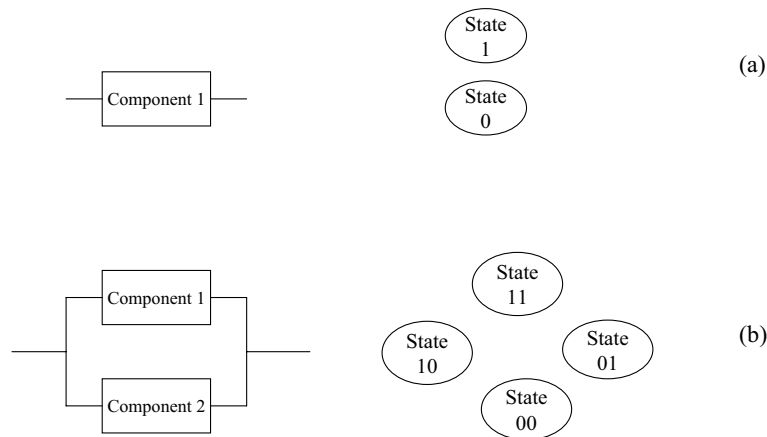 State
1
(a)
Component 1
State
0
Component 1
State
11
State
10
State
01
(b)
Component 2
State
00